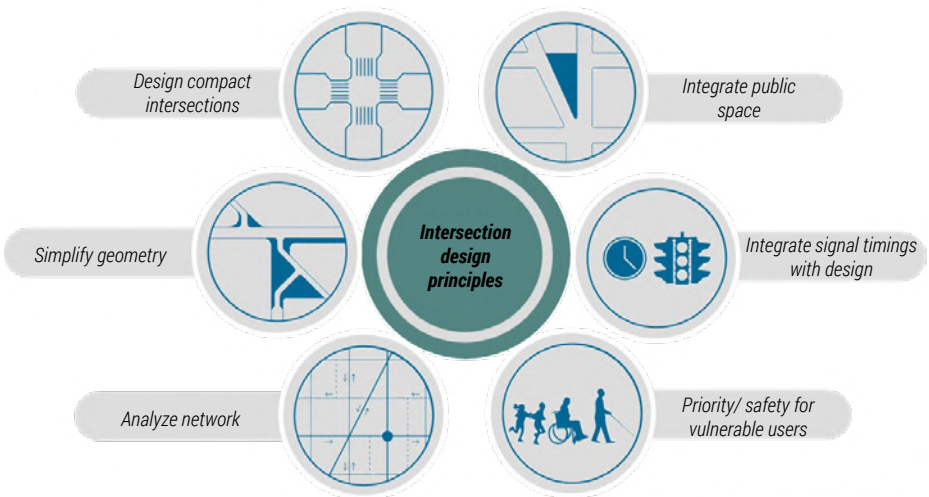 Design compact
intersections
Integrate public
space
Simplify geometry
Intersection
design
principles
Integrate signal timings
with design
Analyze network
Priority/ safety for
vulnerable users